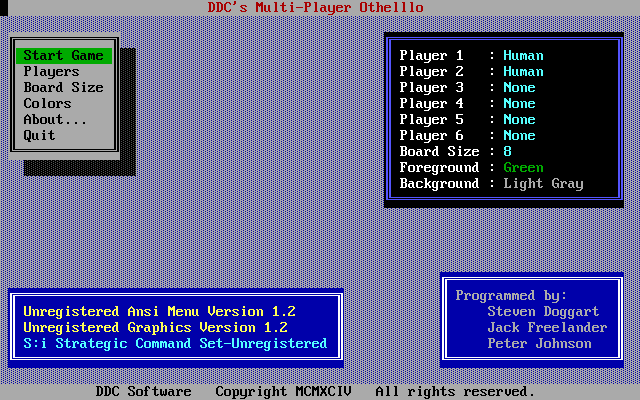 DDC's Multi-Player Othelllo
Start Game
Players
Board Size
Colors
About...
Quit
Player 1 : Human
Player 2 : Human
Player 3 : None
Player 4 : None
Player 5 : None
Player 6 : None
Board Size : 8
Foreground : Green
Background : Light Gray
Unregistered Ansi Menu Version 1.2
Unregistered Graphics Version 1.2
S:i Strategic Command Set-Unregistered
Programmed by:
Steven Doggart
Jack Freelander
Peter Johnson
DDC Software Copyright MCMXCIV All rights reserved.